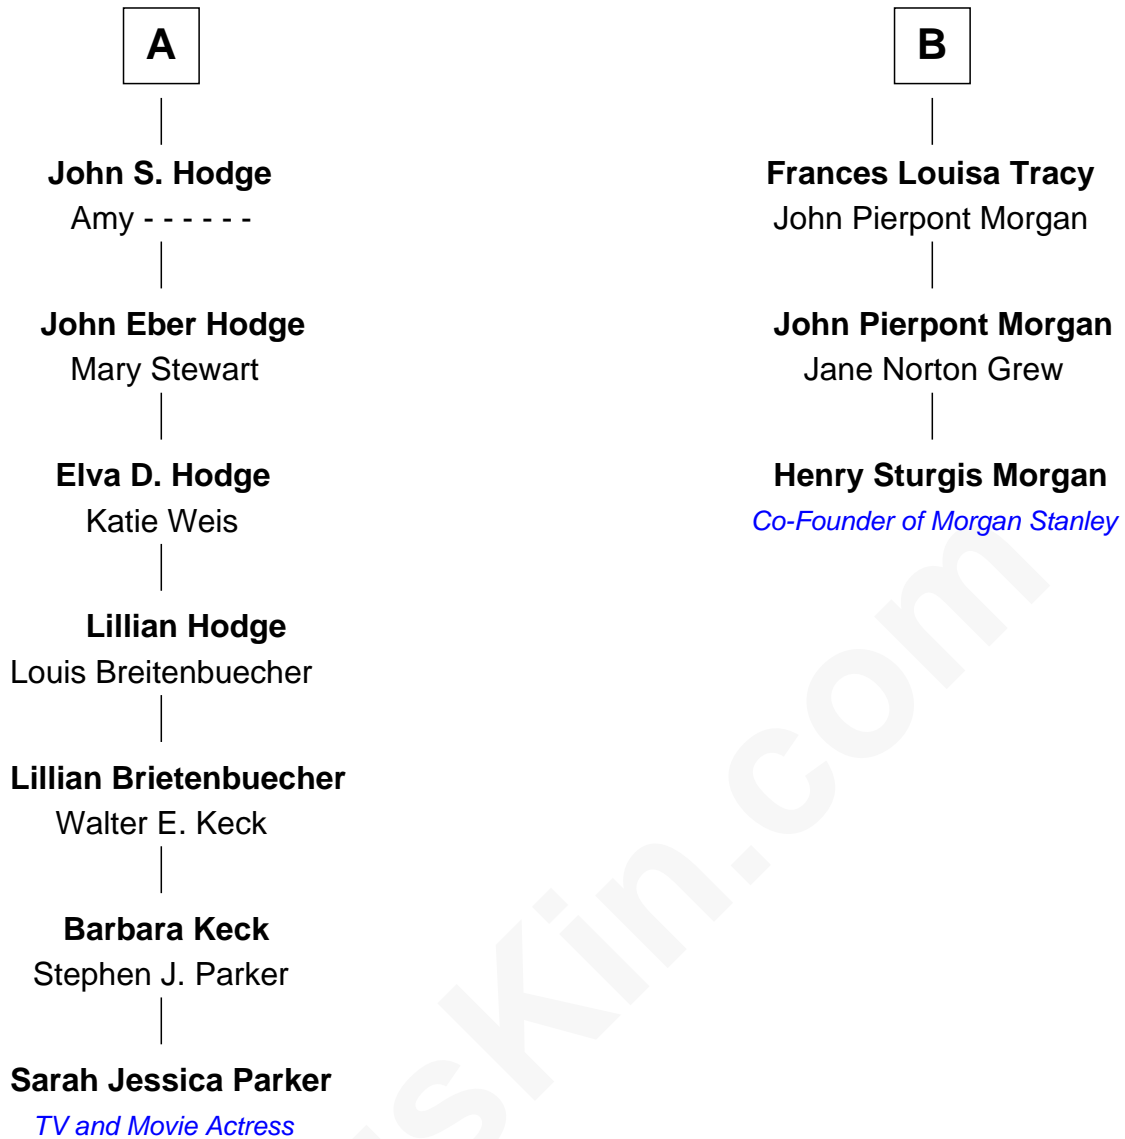 A
John S. Hodge
Amy - - - - - -
John Eber Hodge
Mary Stewart
Elva D. Hodge
Katie Weis
Lillian Hodge
Louis Breitenbuecher
Lillian Brietenbuecher
Walter E. Keck
Barbara Keck
Stephen J. Parker
Sarah Jessica Parker
TV and Movie Actress
B
Frances Louisa Tracy
John Pierpont Morgan
John Pierpont Morgan
Jane Norton Grew
Henry Sturgis Morgan
Co-Founder of Morgan Stanley
usKin.com